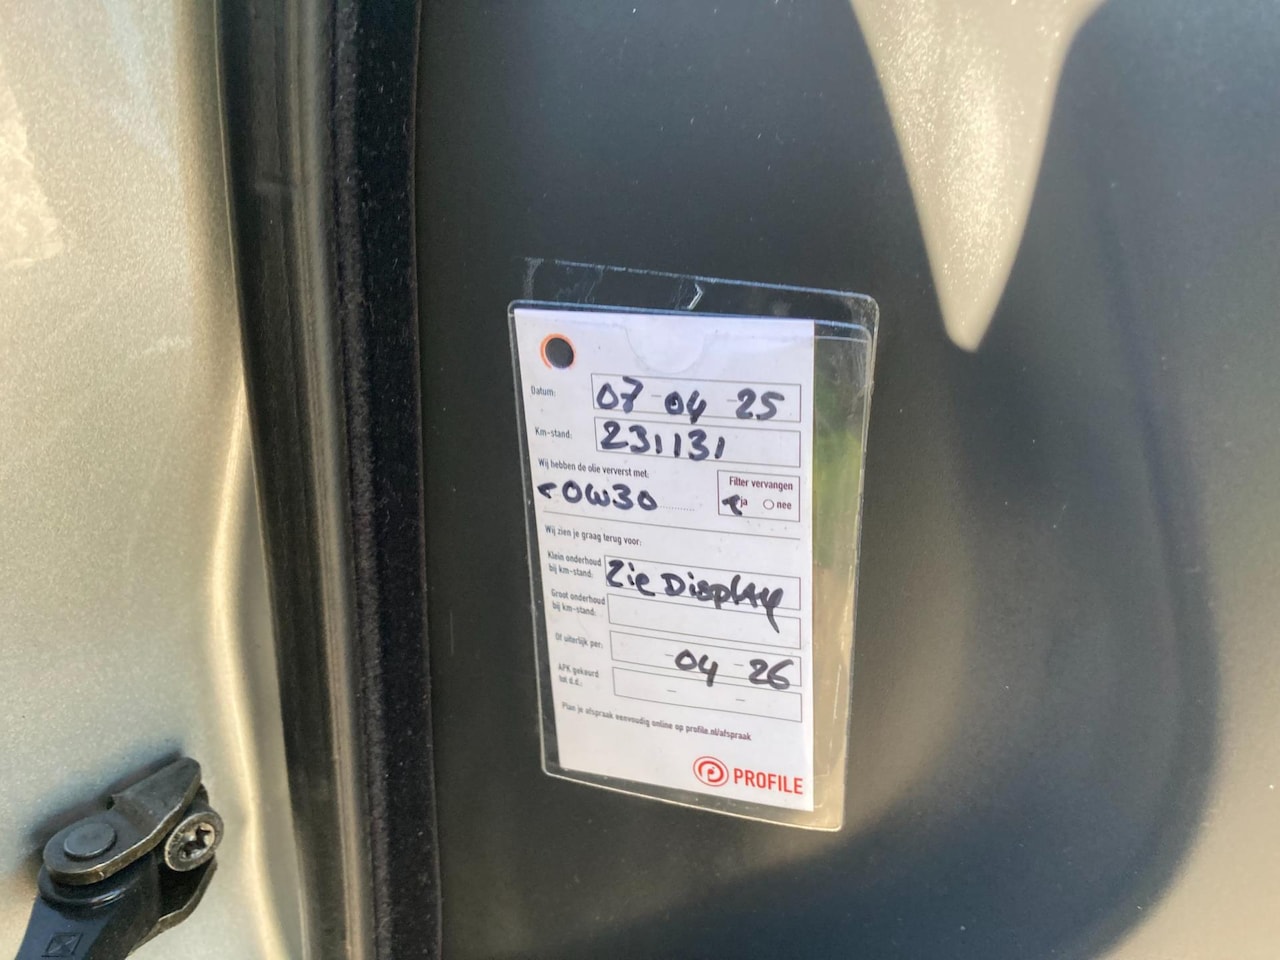 Datum: 07-04-25
Km-stand: 231131
Wij hebben de olie ververst met:
0W30
Filter vervangen
ja nee
Wij zien je graag terug voor:
Klein onderhoud
bij km-stand: Zie Display
Groot onderhoud
bij km-stand:
Of uiterlijk per: - 04 - 26
APK gekeurd
tot d.d.: - -
Plan je afspraak eenvoudig online op profile.nl/afspraak
PROFILE